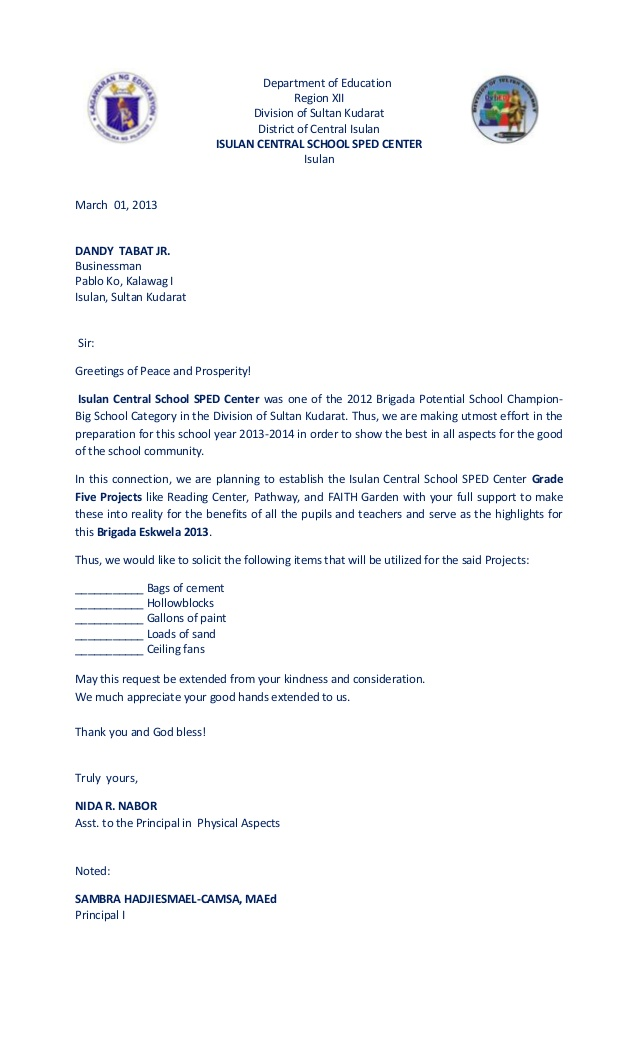 KAGAWARAN NG EDUKASYON
REPUBLIKA NG PILIPINAS
Department of Education
Region XII
Division of Sultan Kudarat
District of Central Isulan
ISULAN CENTRAL SCHOOL SPED CENTER
Isulan
March 01, 2013
DANDY TABAT JR.
Businessman
Pablo Ko, Kalawag I
Isulan, Sultan Kudarat
Sir:
Greetings of Peace and Prosperity!
Isulan Central School SPED Center was one of the 2012 Brigada Potential School Champion-
Big School Category in the Division of Sultan Kudarat. Thus, we are making utmost effort in the
preparation for this school year 2013-2014 in order to show the best in all aspects for the good
of the school community.
In this connection, we are planning to establish the Isulan Central School SPED Center Grade
Five Projects like Reading Center, Pathway, and FAITH Garden with your full support to make
these into reality for the benefits of all the pupils and teachers and serve as the highlights for
this Brigada Eskwela 2013.
Thus, we would like to solicit the following items that will be utilized for the said Projects:
___________ Bags of cement
___________ Hollowblocks
___________ Gallons of paint
___________ Loads of sand
___________ Ceiling fans
May this request be extended from your kindness and consideration.
We much appreciate your good hands extended to us.
Thank you and God bless!
Truly yours,
NIDA R. NABOR
Asst. to the Principal in Physical Aspects
Noted:
SAMBRA HADJIESMAEL-CAMSA, MAEd
Principal I